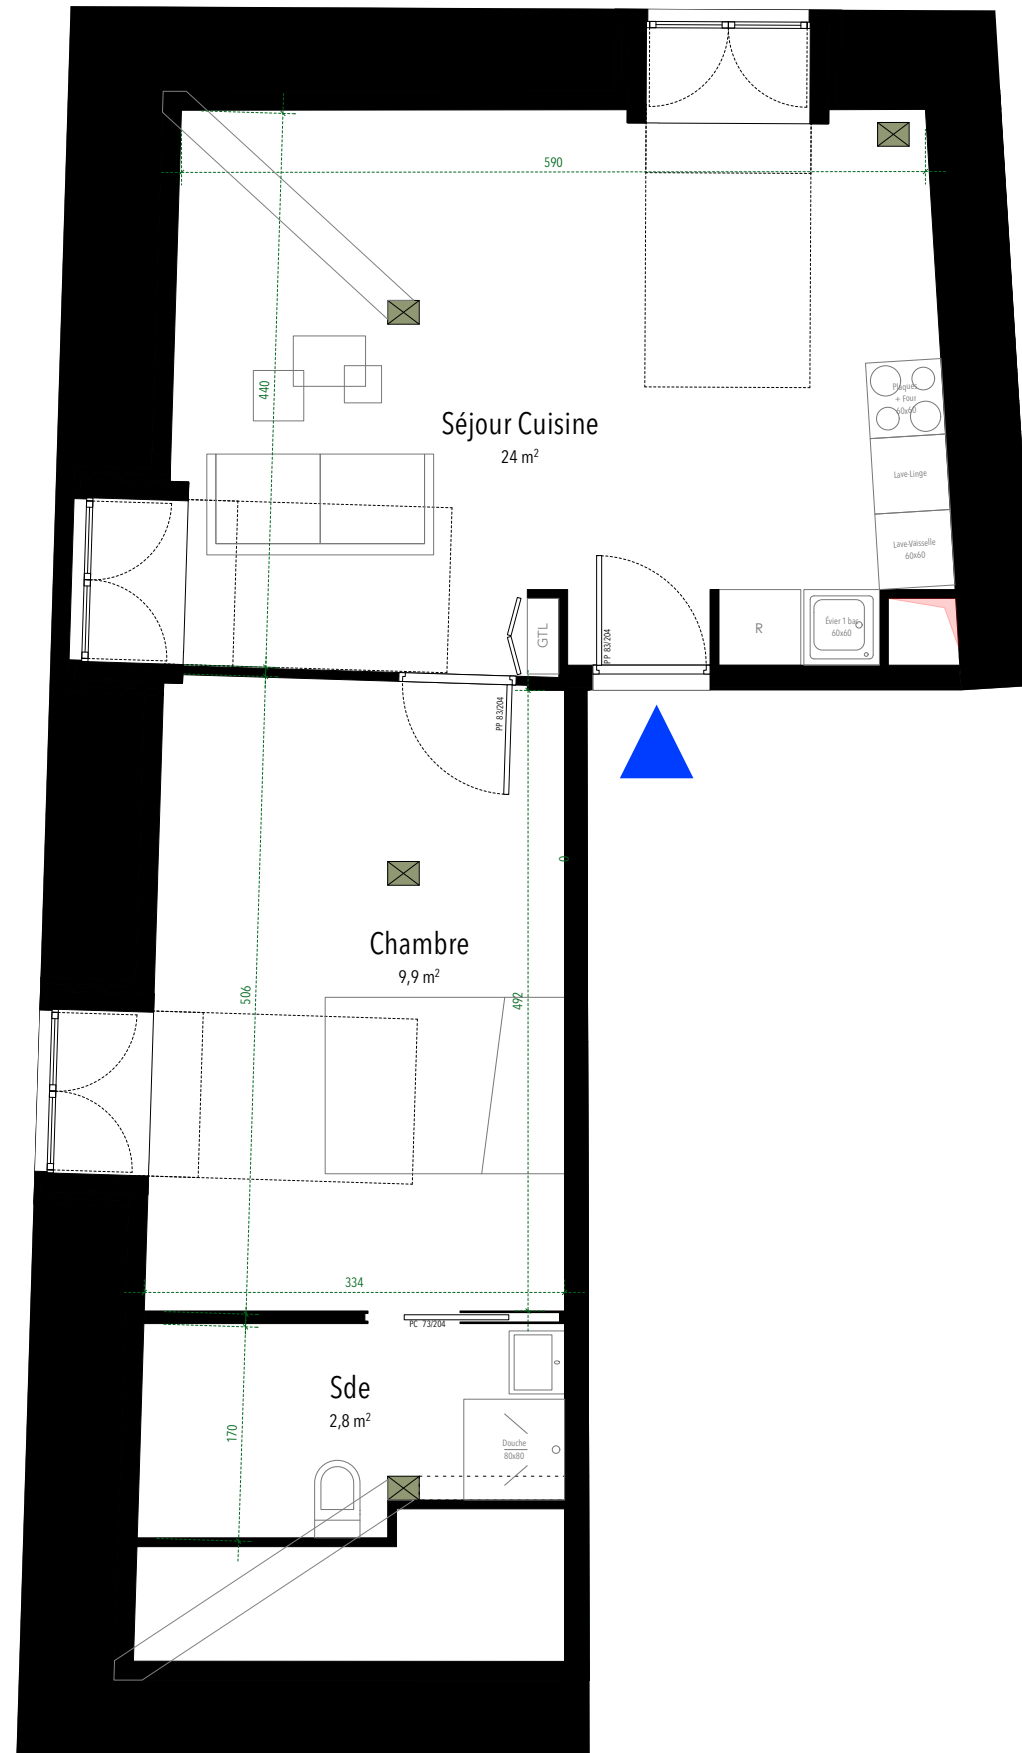 590
440
Séjour Cuisine
24 m²
Plaques
+ Four
60x60
Lave-Linge
Lave-Vaisselle
60x60
GTL
PP 83/204
R
Évier 1 bac
60x60
PP 83/204
0
Chambre
9,9 m²
506
492
334
PC 73/204
Sde
2,8 m²
170
Douche
80x80